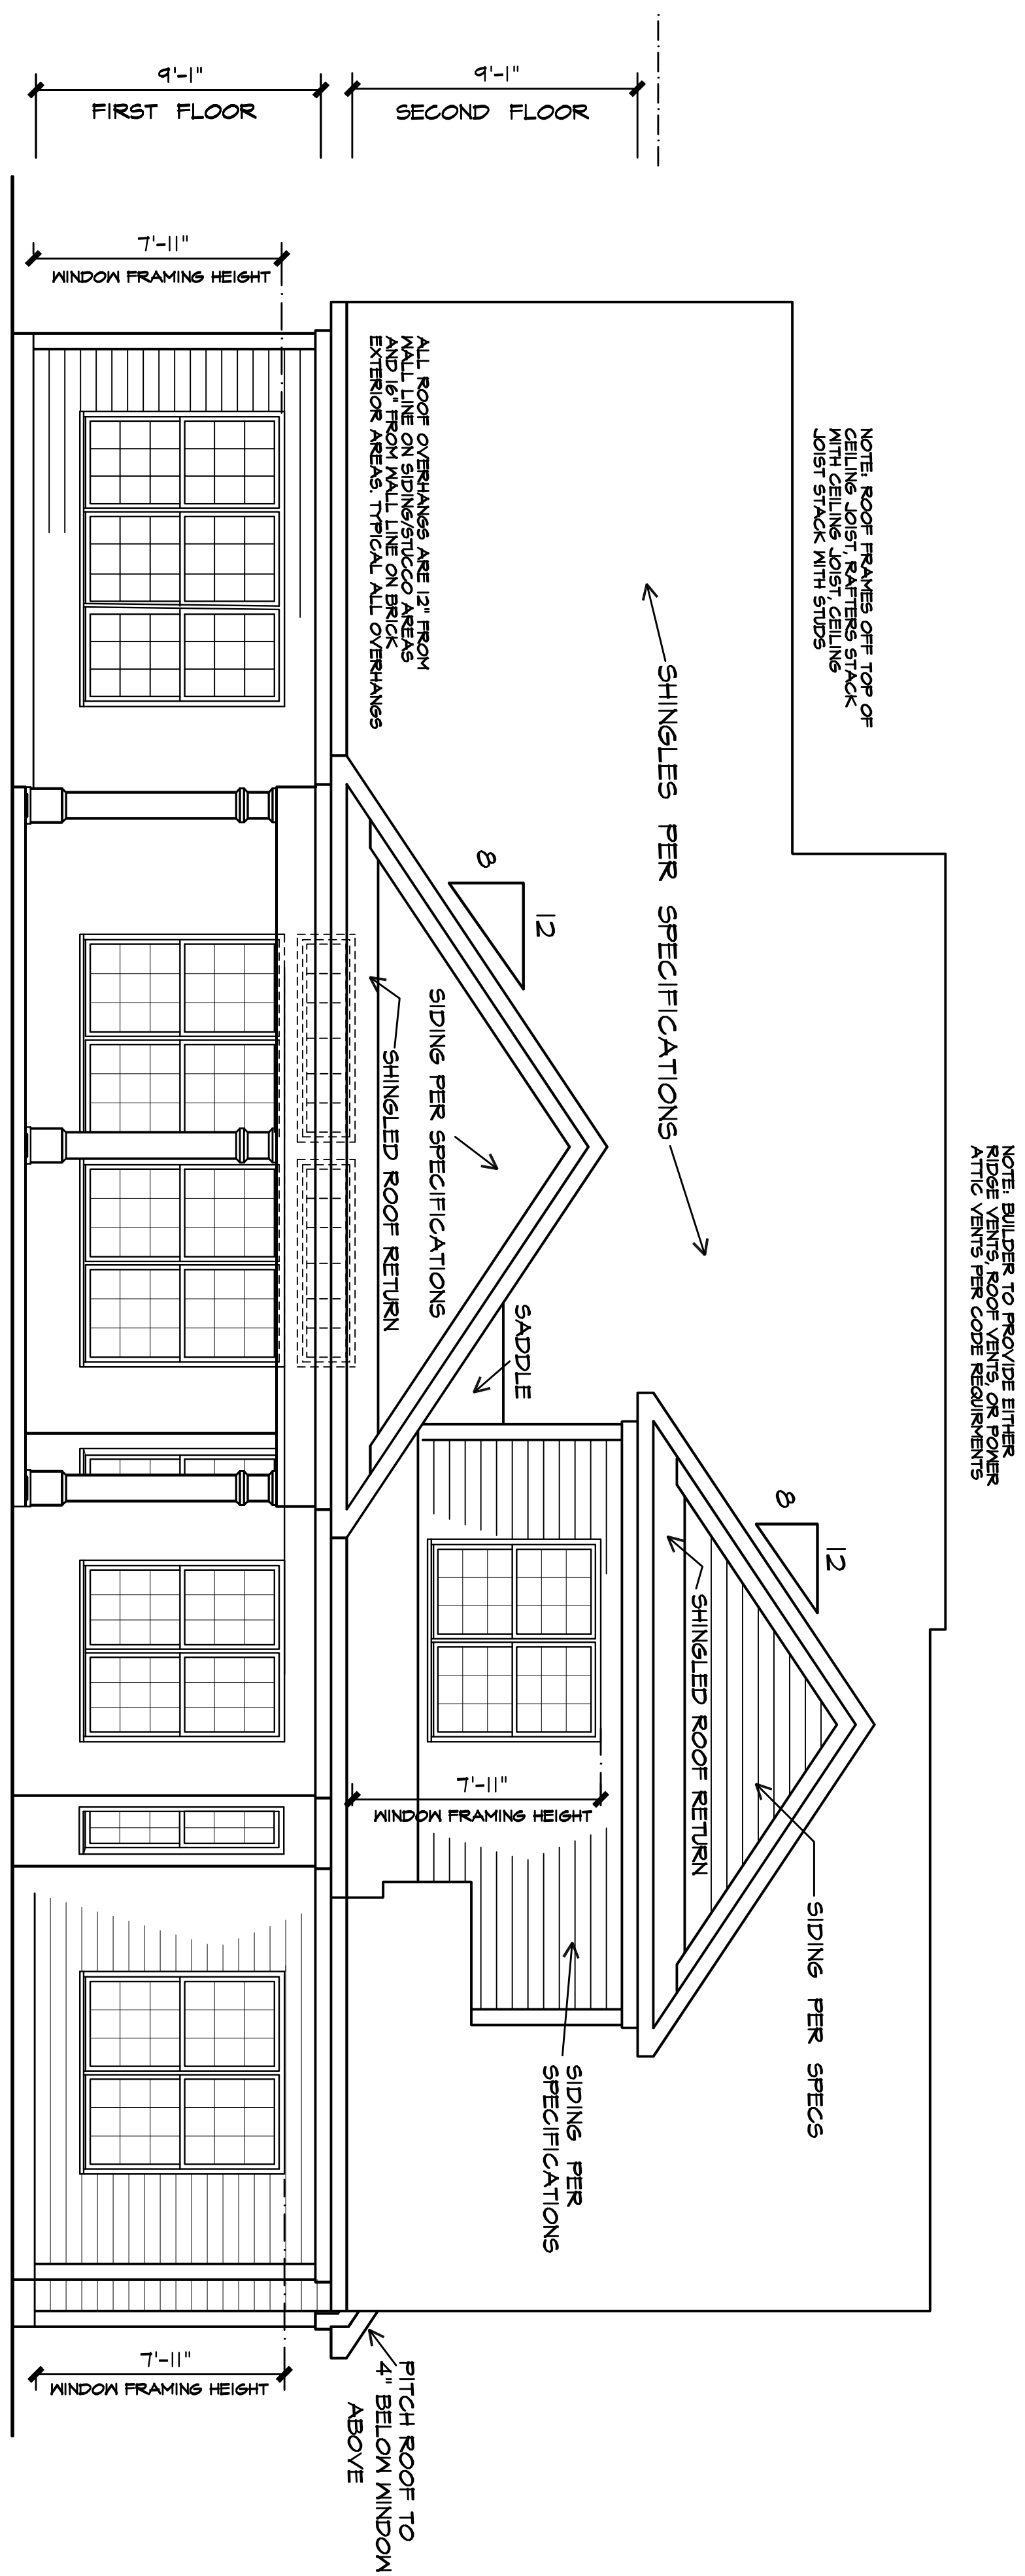 NOTE: BUILDER TO PROVIDE EITHER
RIDGE VENTS, ROOF VENTS, OR POWER
ATTIC VENTS PER CODE REQUIRMENTS
NOTE: ROOF FRAMES OFF TOP OF
CEILING JOIST, RAFTERS STACK
WITH CEILING JOIST, CEILING
JOIST STACK WITH STUDS
12
8
SIDING PER SPECS
SHINGLED ROOF RETURN
SHINGLES PER SPECIFICATIONS
SIDING PER
SPECIFICATIONS
12
8
SADDLE
SIDING PER SPECIFICATIONS
SHINGLED ROOF RETURN
9'-1"
SECOND FLOOR
7'-11"
WINDOW FRAMING HEIGHT
ALL ROOF OVERHANGS ARE 12" FROM
WALL LINE ON SIDING/STUCCO AREAS
AND 16" FROM WALL LINE ON BRICK
EXTERIOR AREAS. TYPICAL ALL OVERHANGS
PITCH ROOF TO
4" BELOW WINDOW
ABOVE
9'-1"
FIRST FLOOR
7'-11"
WINDOW FRAMING HEIGHT
7'-11"
WINDOW FRAMING HEIGHT